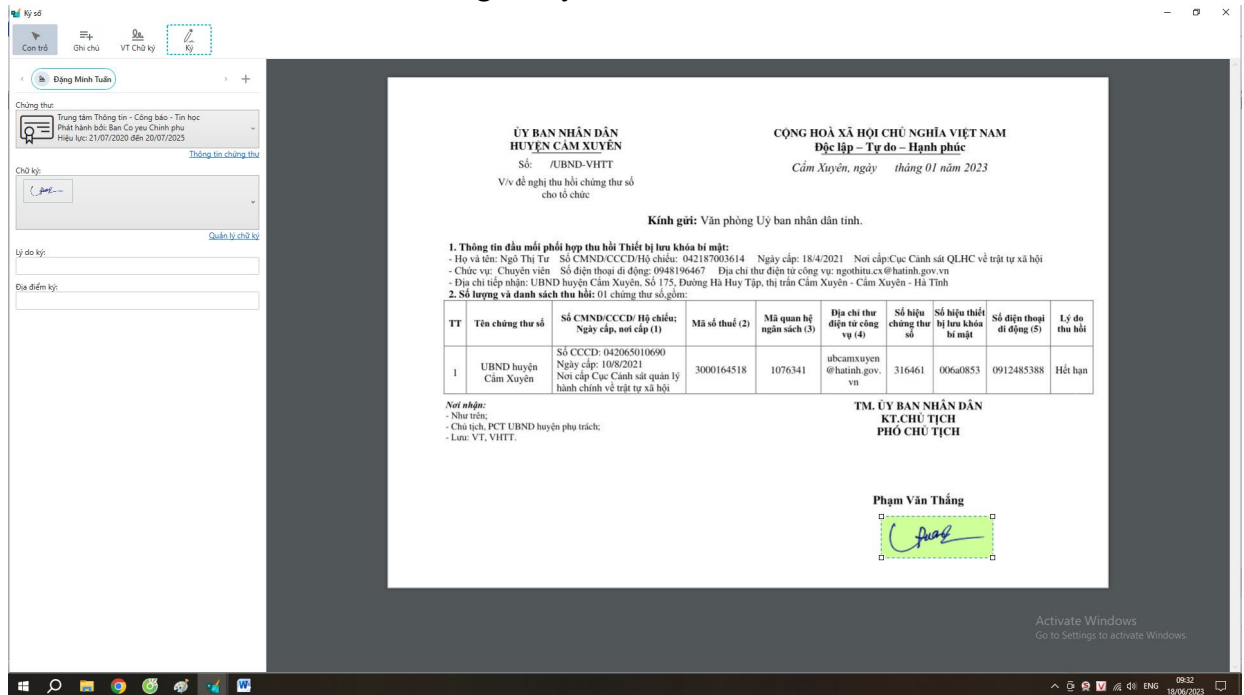 Ký số
Con trỏ Ghi chú VT Chữ ký Ký
Đặng Minh Tuấn
Chứng thư:
Trung tâm Thông tin - Công báo - Tin học
Phát hành bởi: Ban Co yeu Chinh phu
Hiệu lực: 21/07/2020 đến 20/07/2025
Thông tin chứng thư
Chữ ký:
Quản lý chữ ký
Lý do ký:
Địa điểm ký:
ỦY BAN NHÂN DÂN
HUYỆN CẨM XUYÊN
Số: /UBND-VHTT
V/v đề nghị thu hồi chứng thư số
cho tổ chức
CỘNG HOÀ XÃ HỘI CHỦ NGHĨA VIỆT NAM
Độc lập – Tự do – Hạnh phúc
Cẩm Xuyên, ngày tháng 01 năm 2023
Kính gửi: Văn phòng Uỷ ban nhân dân tỉnh.
1. Thông tin đầu mối phối hợp thu hồi Thiết bị lưu khóa bí mật:
- Họ và tên: Ngô Thị Tư Số CMND/CCCD/Hộ chiếu: 042187003614 Ngày cấp: 18/4/2021 Nơi cấp:Cục Cảnh sát QLHC về trật tự xã hội
- Chức vụ: Chuyên viên Số điện thoại di động: 0948196467 Địa chỉ thư điện tử công vụ: ngothitu.cx@hatinh.gov.vn
- Địa chỉ tiếp nhận: UBND huyện Cẩm Xuyên, Số 175, Đường Hà Huy Tập, thị trấn Cẩm Xuyên - Cẩm Xuyên - Hà Tĩnh
2. Số lượng và danh sách thu hồi: 01 chứng thư số,gồm:
TT
Tên chứng thư số
Số CMND/CCCD/ Hộ chiếu;
Ngày cấp, nơi cấp (1)
Mã số thuế (2)
Mã quan hệ
ngân sách (3)
Địa chỉ thư
điện tử công
vụ (4)
Số hiệu
chứng thư
số
Số hiệu thiết
bị lưu khóa
bí mật
Số điện thoại
di động (5)
Lý do
thu hồi
1
UBND huyện
Cẩm Xuyên
Số CCCD: 042065010690
Ngày cấp: 10/8/2021
Nơi cấp Cục Cảnh sát quản lý
hành chính về trật tự xã hội
3000164518
1076341
ubcamxuyen
@hatinh.gov.
vn
316461
006a0853
0912485388
Hết hạn
Nơi nhận:
- Như trên;
- Chủ tịch, PCT UBND huyện phụ trách;
- Lưu: VT, VHTT.
TM. ỦY BAN NHÂN DÂN
KT.CHỦ TỊCH
PHÓ CHỦ TỊCH
Phạm Văn Thắng
Activate Windows
Go to Settings to activate Windows.
ENG
09:32
18/06/2023